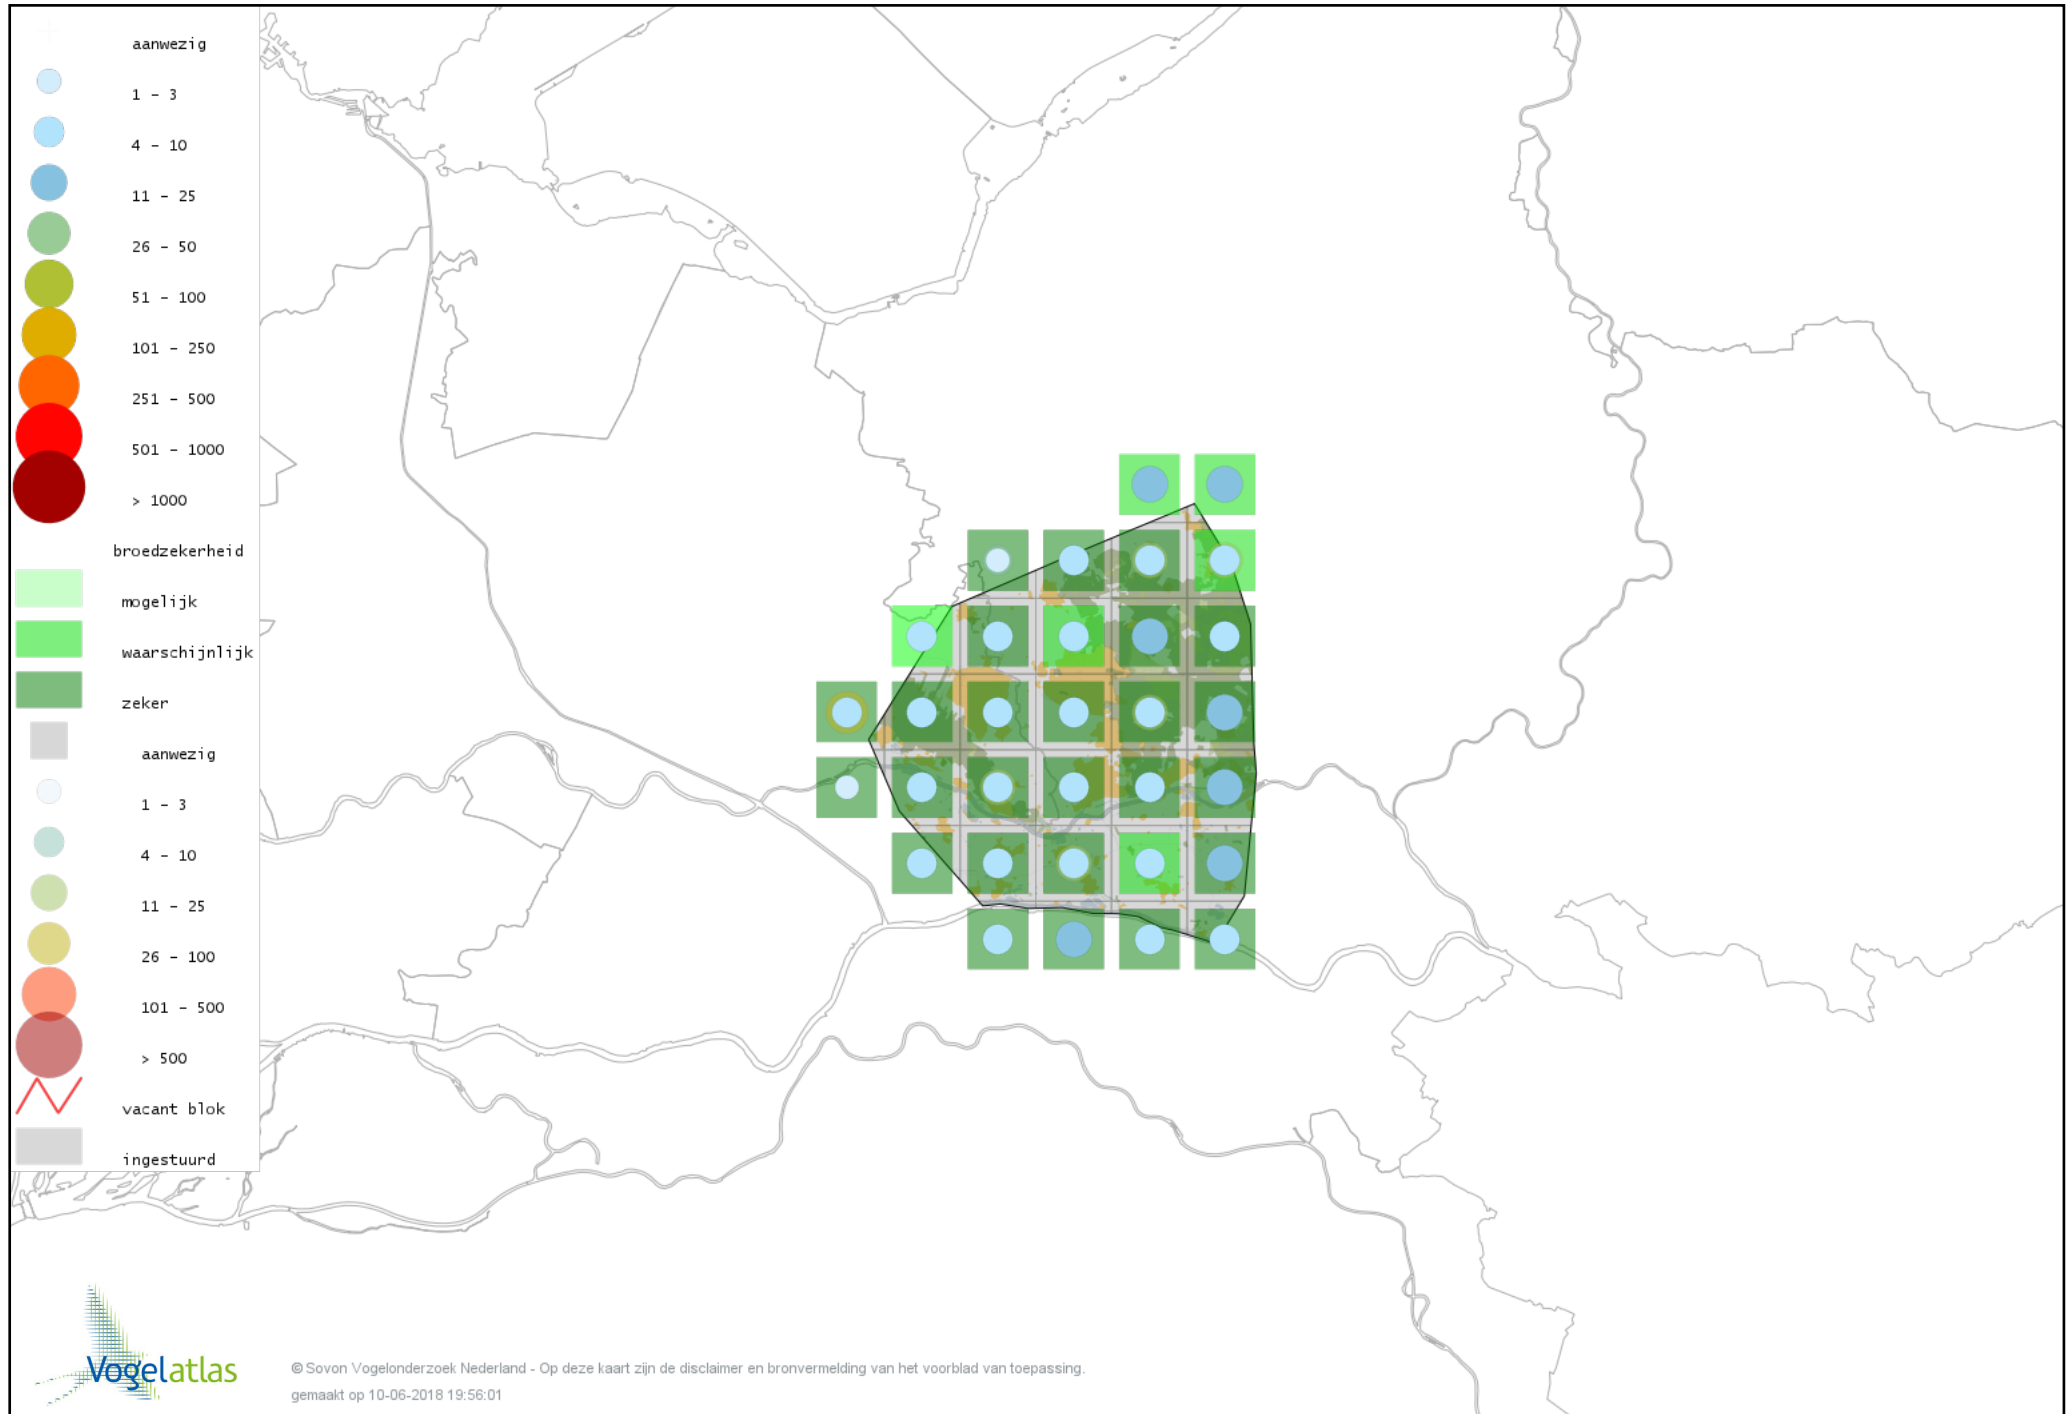 aanwezig
1 - 3
4 - 10
11 - 25
26 - 50
51 - 100
101 - 250
251 - 500
501 - 1000
> 1000
broedzekerheid
mogelijk
waarschijnlijk
zeker
aanwezig
1 - 3
4 - 10
11 - 25
26 - 100
101 - 500
> 500
vacant blok
ingestuurd
Vogelatlas
© Sovon Vogelonderzoek Nederland - Op deze kaart zijn de disclaimer en bronvermelding van het voorblad van toepassing.
gemaakt op 10-06-2018 19:56:01